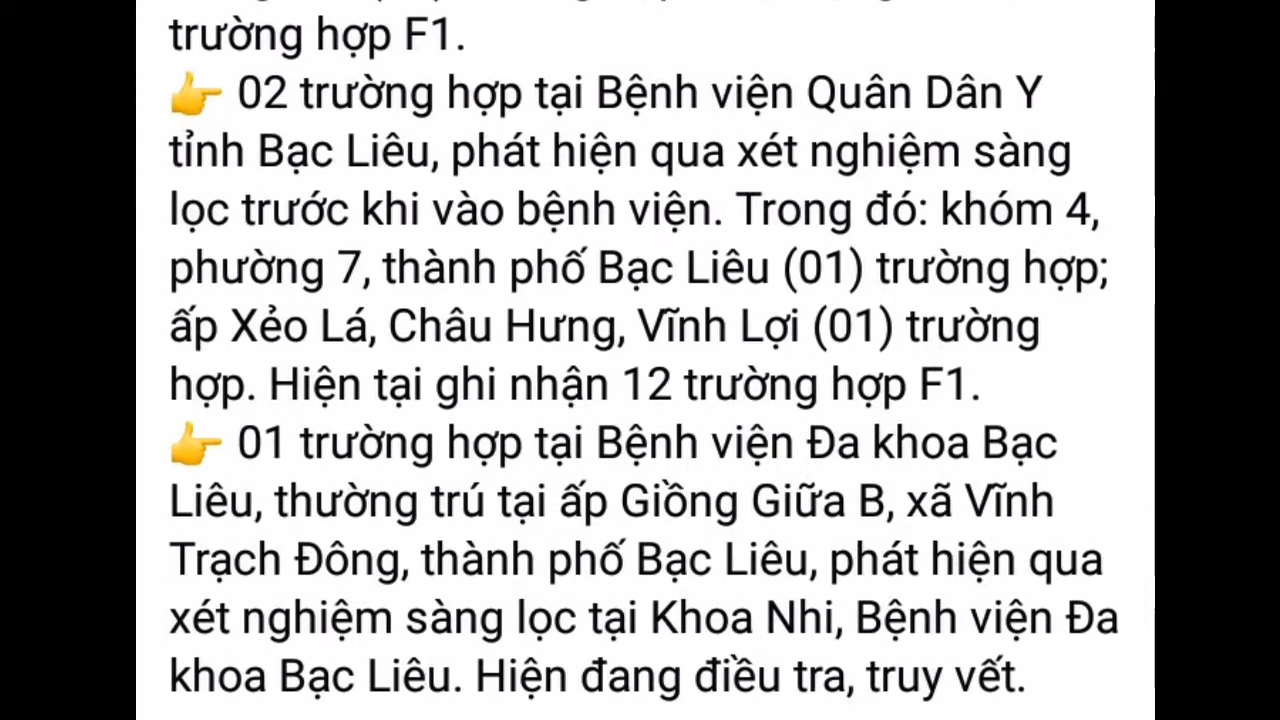 trường hợp F1.
👉 02 trường hợp tại Bệnh viện Quân Dân Y
tỉnh Bạc Liêu, phát hiện qua xét nghiệm sàng
lọc trước khi vào bệnh viện. Trong đó: khóm 4,
phường 7, thành phố Bạc Liêu (01) trường hợp;
ấp Xẻo Lá, Châu Hưng, Vĩnh Lợi (01) trường
hợp. Hiện tại ghi nhận 12 trường hợp F1.
👉 01 trường hợp tại Bệnh viện Đa khoa Bạc
Liêu, thường trú tại ấp Giồng Giữa B, xã Vĩnh
Trạch Đông, thành phố Bạc Liêu, phát hiện qua
xét nghiệm sàng lọc tại Khoa Nhi, Bệnh viện Đa
khoa Bạc Liêu. Hiện đang điều tra, truy vết.